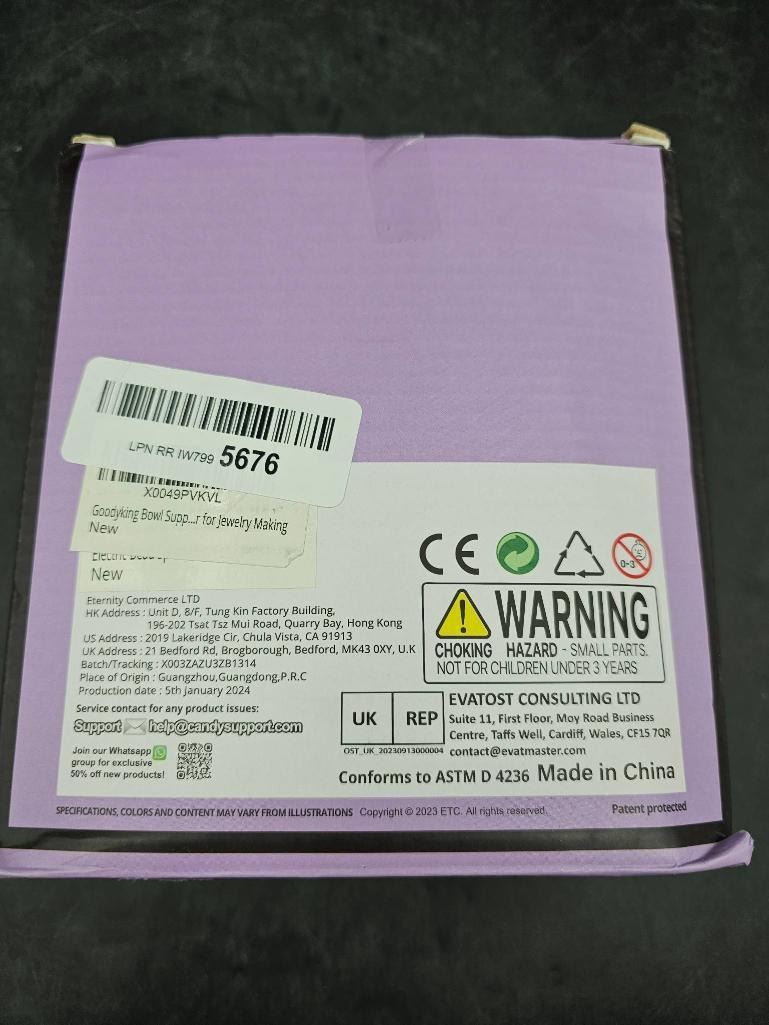 LPN RR IW799 5676
X0049PVKVL
Goodyking Bowl Supp...r for Jewelry Making
New
Electric Bead
New
CE
0-3
Eternity Commerce LTD
HK Address : Unit D, 8/F, Tung Kin Factory Building,
196-202 Tsat Tsz Mui Road, Quarry Bay, Hong Kong
US Address : 2019 Lakeridge Cir, Chula Vista, CA 91913
UK Address : 21 Bedford Rd, Brogborough, Bedford, MK43 0XY, U.K
Batch/Tracking : X003ZAZU3ZB1314
Place of Origin : Guangzhou,Guangdong,P.R.C
Production date : 5th January 2024
WARNING
CHOKING HAZARD - SMALL PARTS.
NOT FOR CHILDREN UNDER 3 YEARS
Service contact for any product issues:
Support help@candysupport.com
Join our Whatsapp
group for exclusive
50% off new products!
UK REP
OST_UK_20230913000004
EVATOST CONSULTING LTD
Suite 11, First Floor, Moy Road Business
Centre, Taffs Well, Cardiff, Wales, CF15 7QR
contact@evatmaster.com
Conforms to ASTM D 4236 Made in China
SPECIFICATIONS, COLORS AND CONTENT MAY VARY FROM ILLUSTRATIONS Copyright © 2023 ETC. All rights reserved. Patent protected